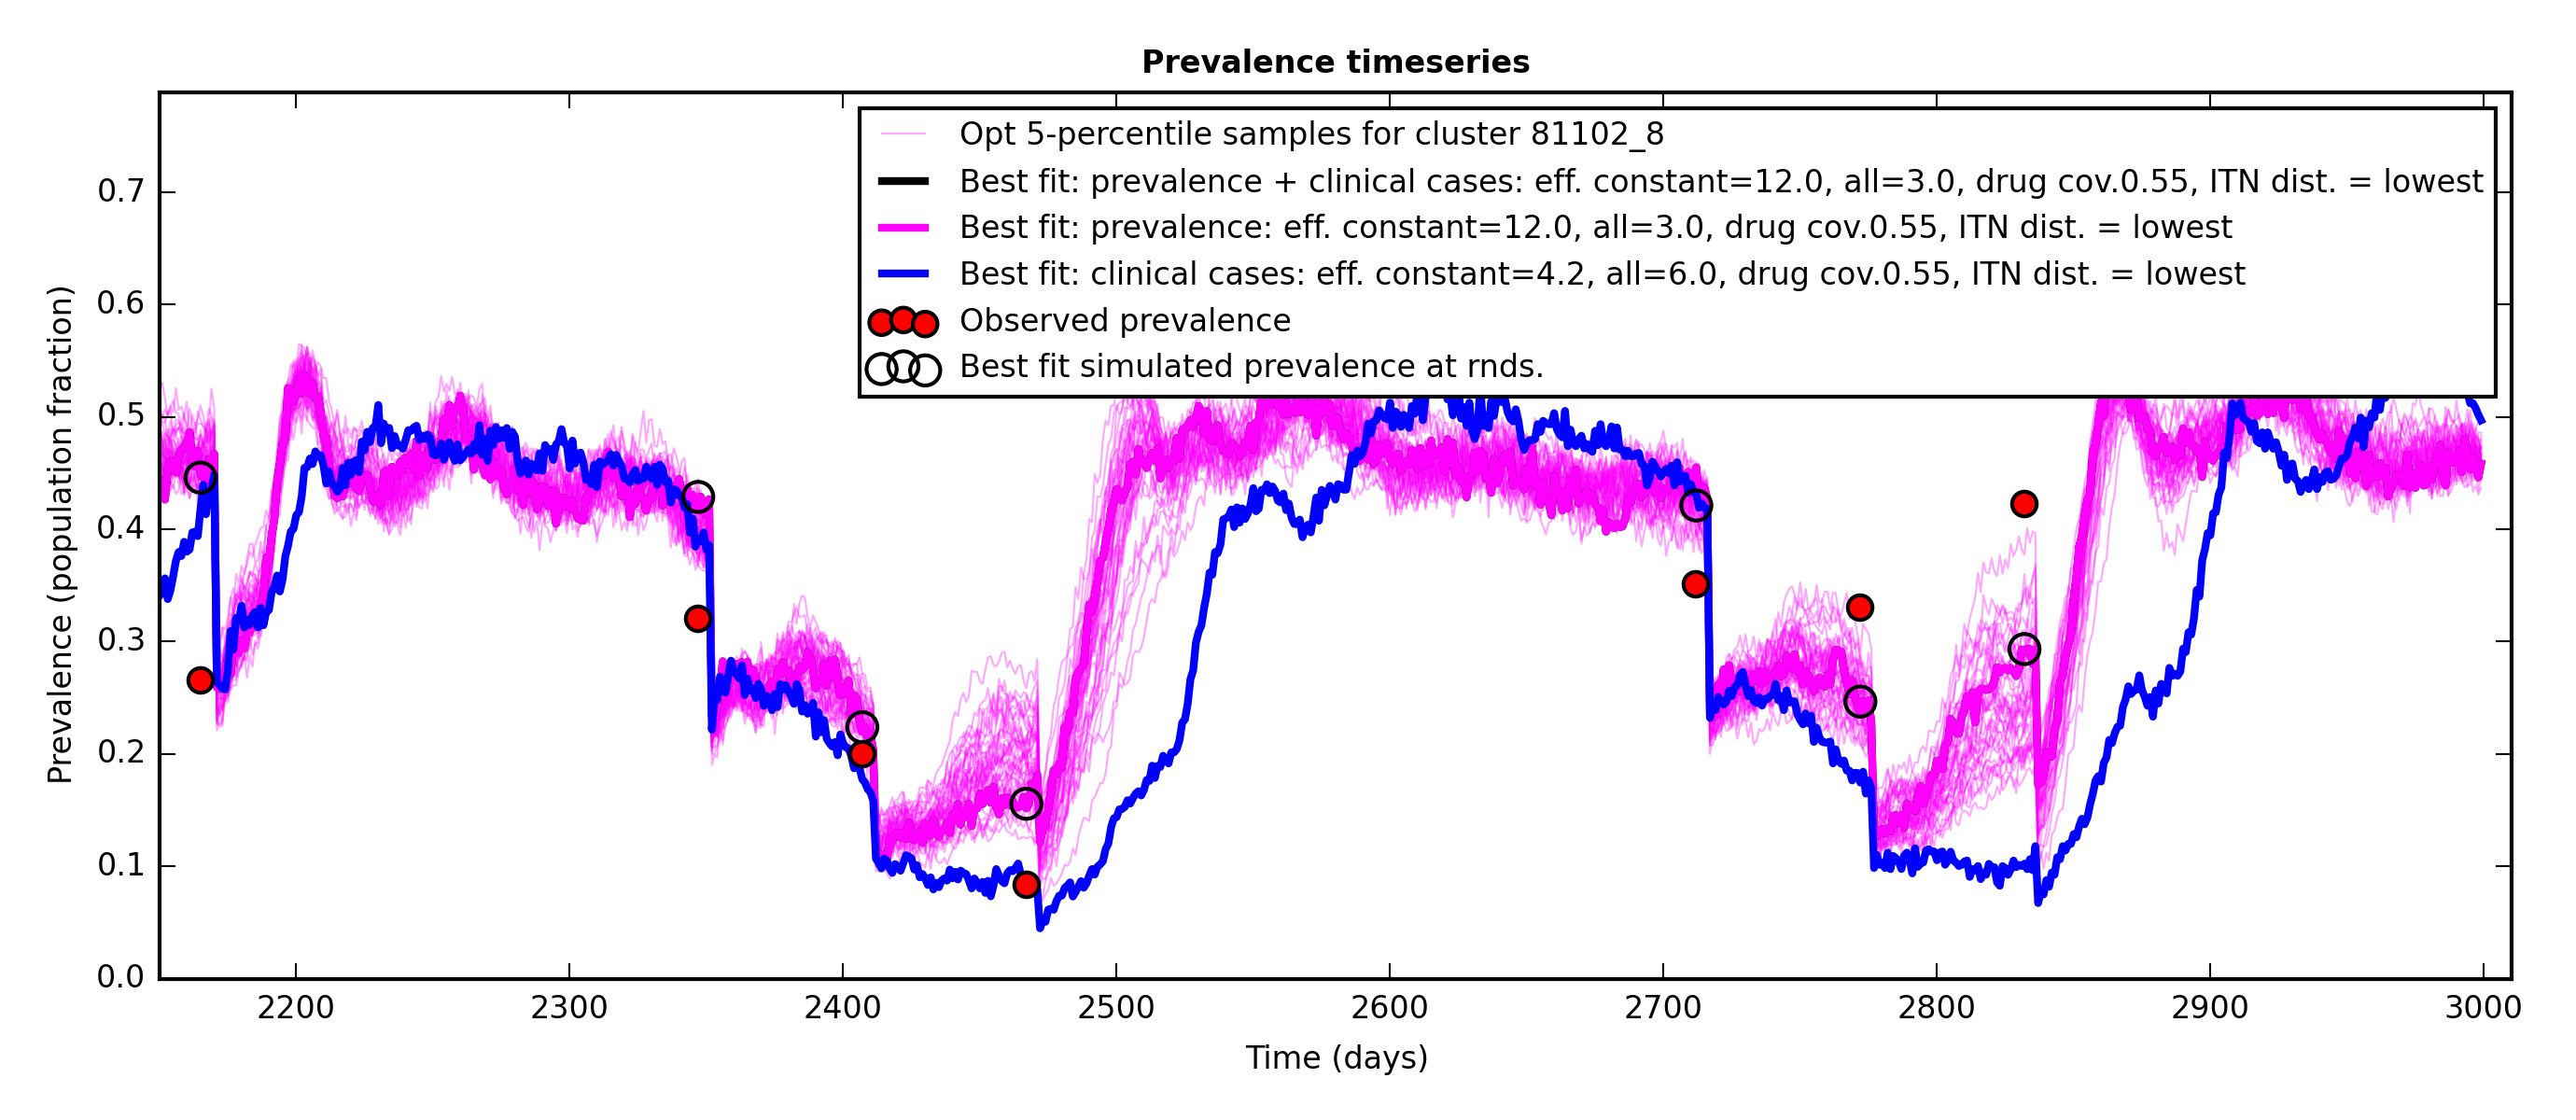 Prevalence timeseries
Opt 5-percentile samples for cluster 81102_8
Best fit: prevalence + clinical cases: eff. constant=12.0, all=3.0, drug cov.0.55, ITN dist. = lowest
Best fit: prevalence: eff. constant=12.0, all=3.0, drug cov.0.55, ITN dist. = lowest
Best fit: clinical cases: eff. constant=4.2, all=6.0, drug cov.0.55, ITN dist. = lowest
Observed prevalence
Best fit simulated prevalence at rnds.
Prevalence (population fraction)
0.7
0.6
0.5
0.4
0.3
0.2
0.1
0.0
2200 2300 2400 2500 2600 2700 2800 2900 3000
Time (days)